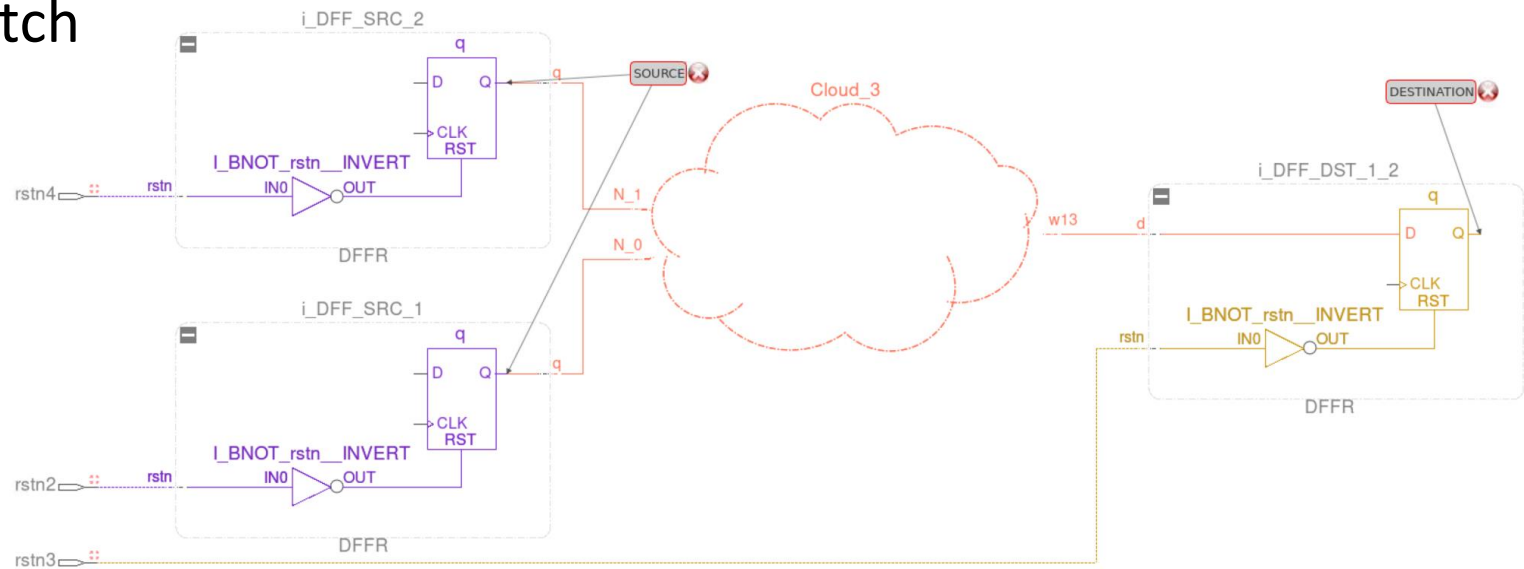 tch
i_DFF_SRC_2
q
D Q
CLK
RST
I_BNOT_rstn__INVERT
rstn4
rstn
IN0 OUT
DFFR
q
SOURCE
Cloud_3
N_1
N_0
DESTINATION
i_DFF_DST_1_2
q
w13
d
D Q
CLK
RST
I_BNOT_rstn__INVERT
rstn
IN0 OUT
DFFR
i_DFF_SRC_1
q
D Q
q
CLK
RST
I_BNOT_rstn__INVERT
rstn2
rstn
IN0 OUT
DFFR
rstn3